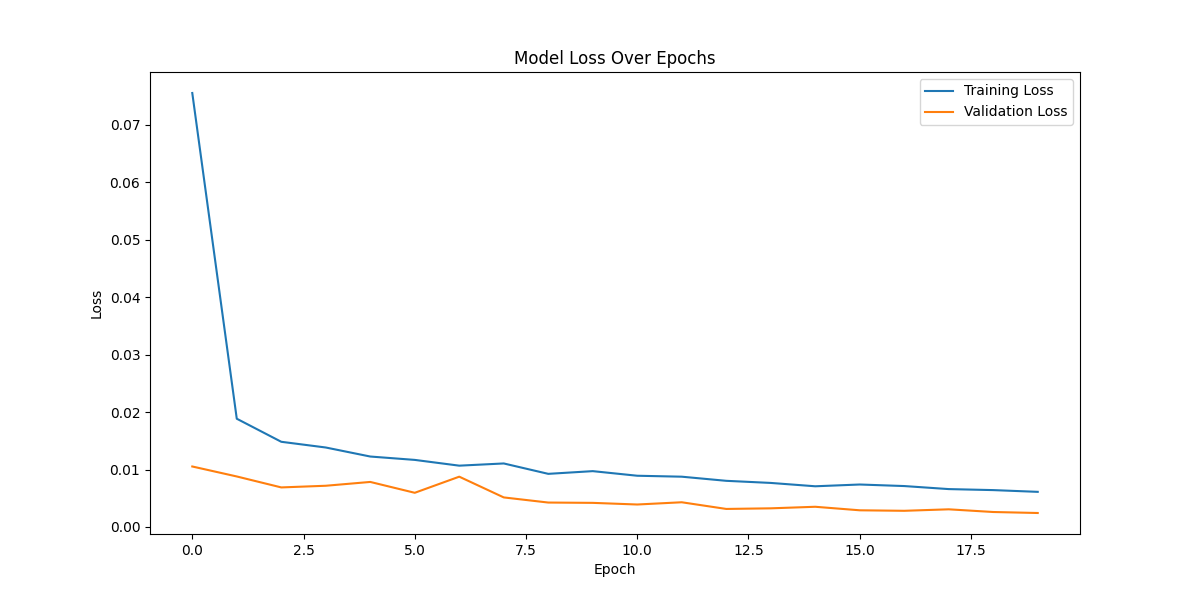 Model Loss Over Epochs
Training Loss
Validation Loss
0.07
0.06
0.05
0.04
0.03
0.02
0.01
0.00
Loss
0.0 2.5 5.0 7.5 10.0 12.5 15.0 17.5
Epoch